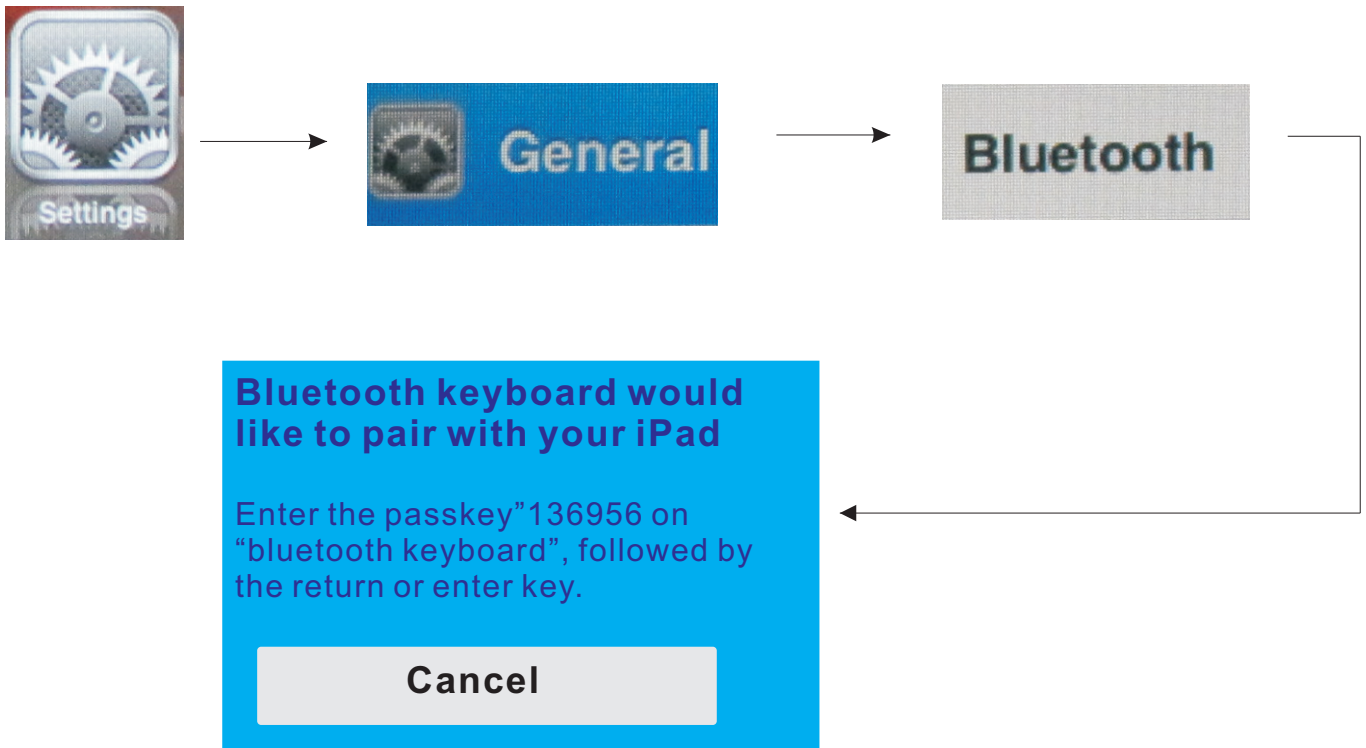 Settings
General
Bluetooth
Bluetooth keyboard would
like to pair with your iPad
Enter the passkey”136956 on
“bluetooth keyboard”, followed by
the return or enter key.
Cancel